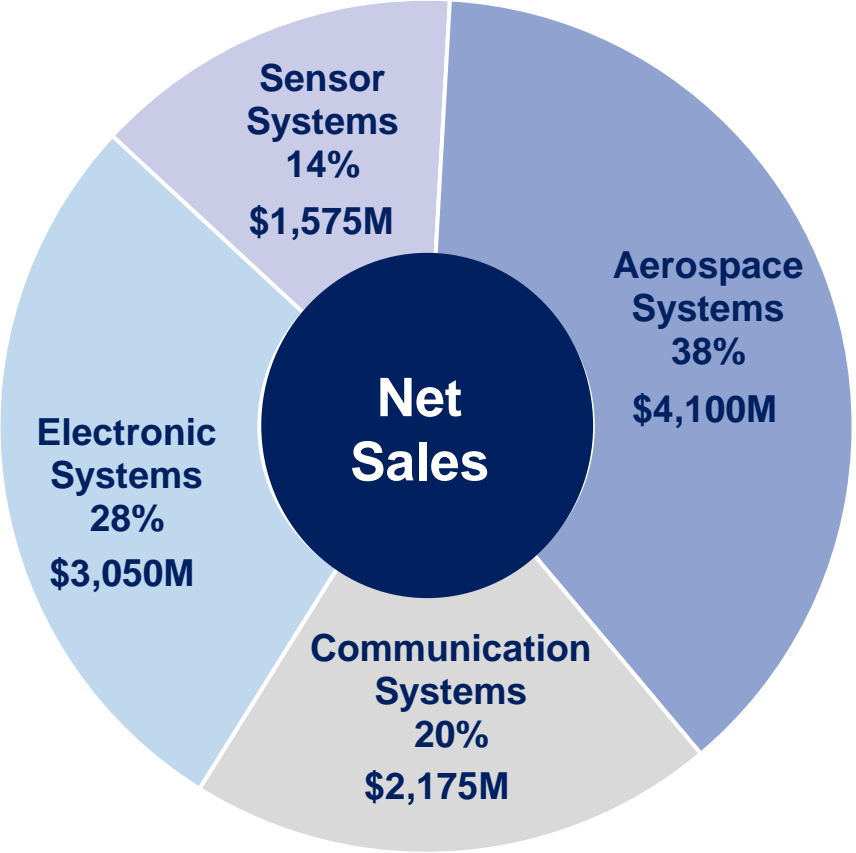 Sensor
Systems
14%
$1,575M
Aerospace
Systems
38%
$4,100M
Net
Sales
Electronic
Systems
28%
$3,050M
Communication
Systems
20%
$2,175M